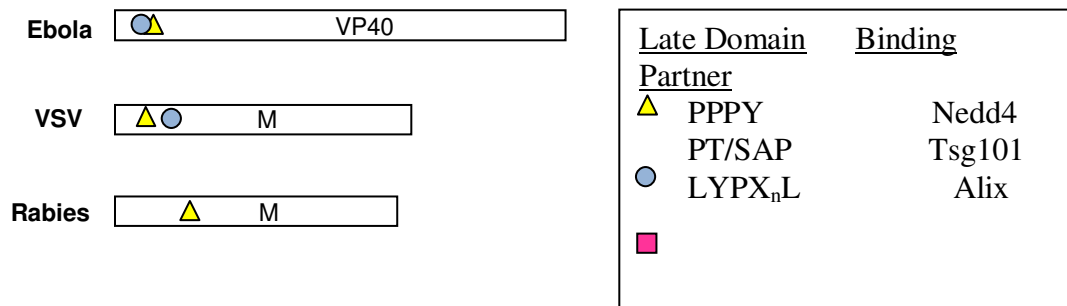 Ebola
VP40
VSV
M
Rabies
M
Late Domain Binding
Partner
PPPY Nedd4
PT/SAP Tsg101
LYPXnL Alix